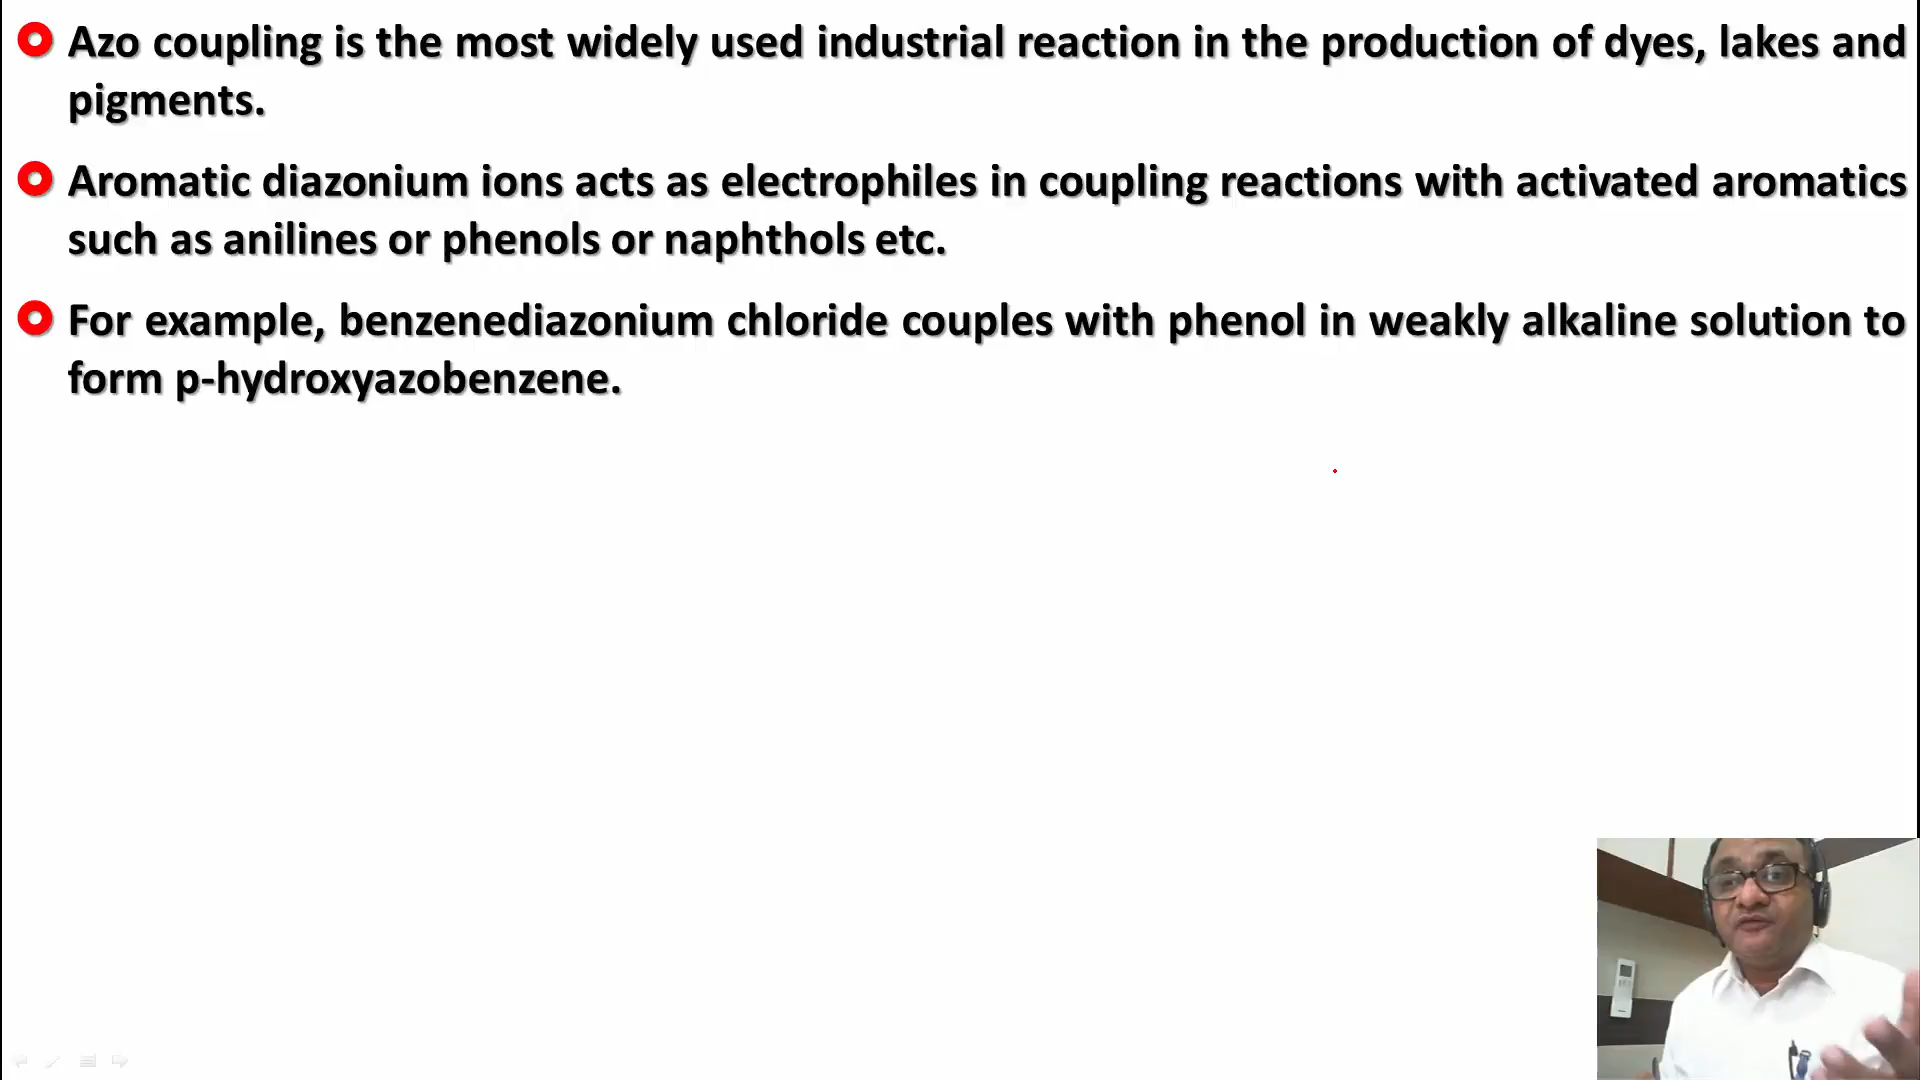 Azo coupling is the most widely used industrial reaction in the production of dyes, lakes and
pigments.
Aromatic diazonium ions acts as electrophiles in coupling reactions with activated aromatics
such as anilines or phenols or naphthols etc.
For example, benzenediazonium chloride couples with phenol in weakly alkaline solution to
form p-hydroxyazobenzene.